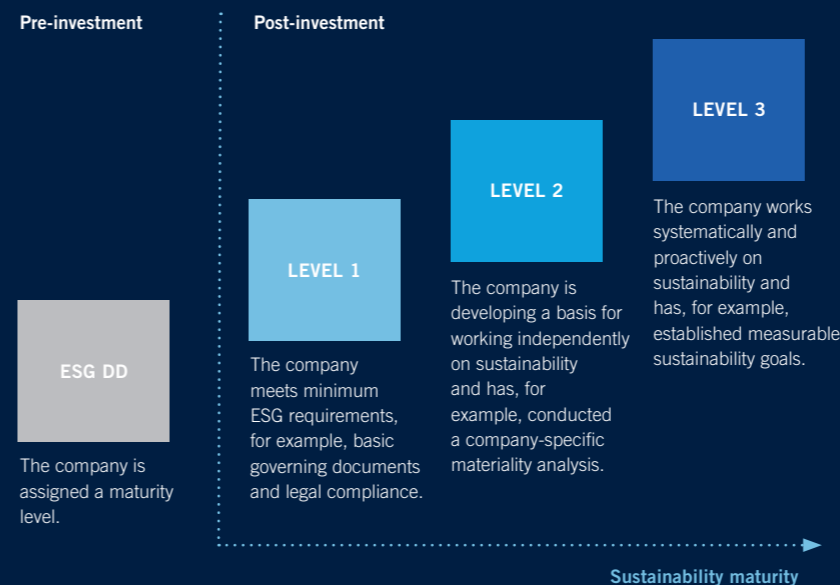 Pre-investment
Post-investment
LEVEL 3
The company works
systematically and
proactively on
sustainability and
has, for example,
established measurable
sustainability goals.
LEVEL 2
The company is
developing a basis for
working independently
on sustainability
and has, for
example, conducted
a company-specific
materiality analysis.
LEVEL 1
The company
meets minimum
ESG requirements,
for example, basic
governing documents
and legal compliance.
ESG DD
The company is
assigned a maturity
level.
Sustainability maturity